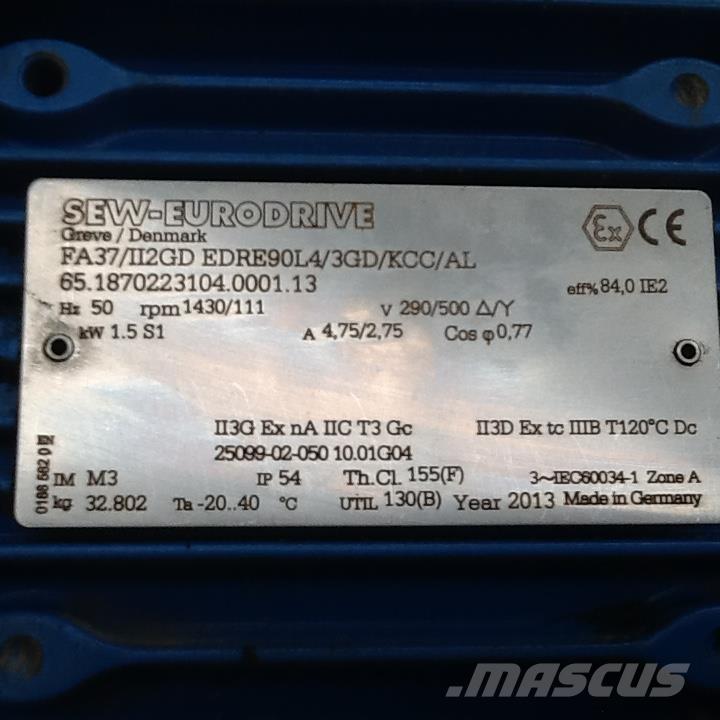 SEW-EURODRIVE
Greve / Denmark
FA37/II2GD EDRE90L4/3GD/KCC/AL
65.1870223104.0001.13
eff% 84,0 IE2
Hz 50 rpm 1430/111 V 290/500 Δ/Y
kW 1.5 S1 A 4,75/2,75 Cos φ 0,77
II3G Ex nA IIC T3 Gc II3D Ex tc IIIB T120°C Dc
25099-02-050 10.01G04
IM M3 IP 54 Th.Cl. 155(F) 3~IEC60034-1 Zone A
kg 32.802 Ta -20..40 °C UTIL 130(B) Year 2013 Made in Germany
0186 682 0 EN
Ex CE
.MASCUS